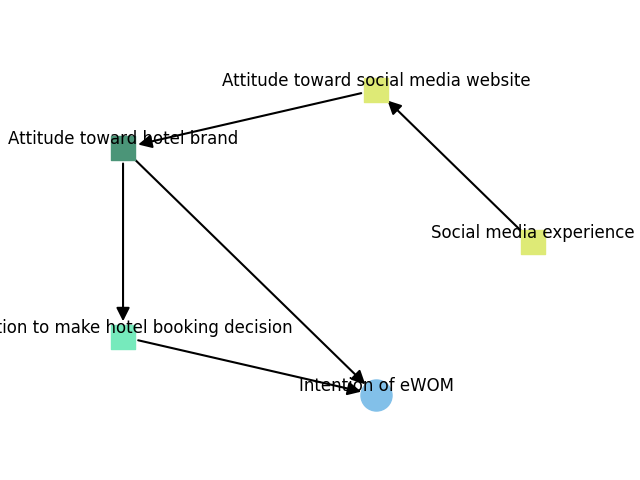 Attitude toward social media website
Attitude toward hotel brand
Social media experience
tion to make hotel booking decision
Intention of eWOM